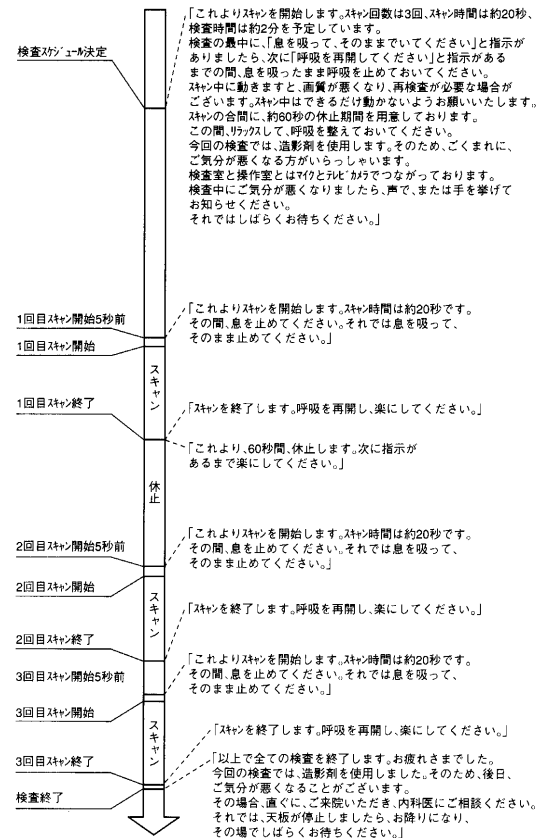 「これよりスキャンを開始します。スキャン回数は3回、スキャン時間は約20秒、
検査時間は約2分を予定しています。
検査の最中に、「息を吸って、そのままでいてください」と指示が
ありましたら、次に「呼吸を再開してください」と指示がある
までの間、息を吸ったまま呼吸を止めておいてください。
スキャン中に動きますと、画質が悪くなり、再検査が必要な場合が
ございます。スキャン中はできるだけ動かないようお願いいたします。
スキャンの合間に、約60秒の休止期間を用意しております。
この間、リラックスして、呼吸を整えておいてください。
今回の検査では、造影剤を使用します。そのため、ごくまれに、
ご気分が悪くなる方がいらっしゃいます。
検査室と操作室とはマイクとテレビカメラでつながっております。
検査中にご気分が悪くなりましたら、声で、または手を挙げて
お知らせください。
それではしばらくお待ちください。」
検査スケジュール決定
1回目スキャン開始5秒前
「これよりスキャンを開始します。スキャン時間は約20秒です。
その間、息を止めてください。それでは息を吸って、
そのまま止めてください。」
1回目スキャン開始
スキャン
1回目スキャン終了
「スキャンを終了します。呼吸を再開し、楽にしてください。」
「これより、60秒間、休止します。次に指示が
あるまで楽にしてください。」
休止
2回目スキャン開始5秒前
「これよりスキャンを開始します。スキャン時間は約20秒です。
その間、息を止めてください。それでは息を吸って、
そのまま止めてください。」
2回目スキャン開始
スキャン
「スキャンを終了します。呼吸を再開し、楽にしてください。」
2回目スキャン終了
3回目スキャン開始5秒前
「これよりスキャンを開始します。スキャン時間は約20秒です。
その間、息を止めてください。それでは息を吸って、
そのまま止めてください。」
3回目スキャン開始
スキャン
「スキャンを終了します。呼吸を再開し、楽にしてください。」
3回目スキャン終了
検査終了
「以上で全ての検査を終了します。お疲れさまでした。
今回の検査では、造影剤を使用しました。そのため、後日、
ご気分が悪くなることがございます。
その場合、直ぐに、ご来院いただき、内科医にご相談ください。
それでは、天板が停止しましたら、お降りになり、
その場でしばらくお待ちください。」